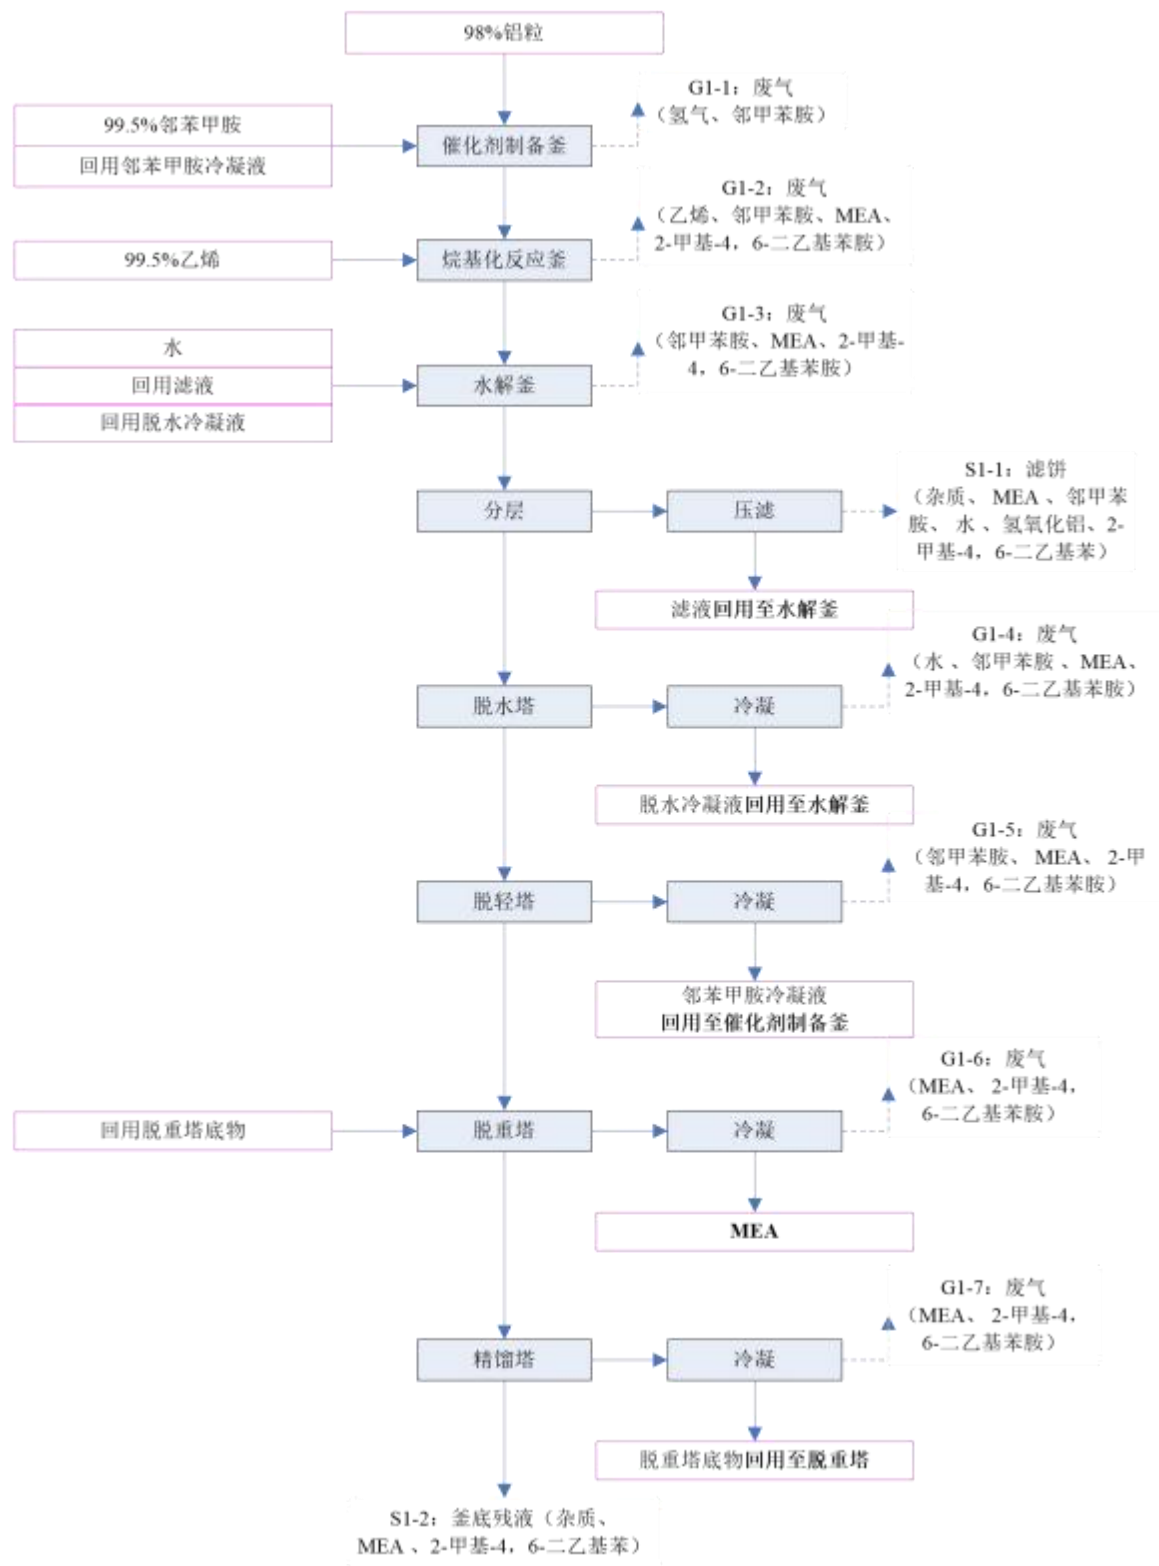 98%铝粒
G1-1：废气
（氢气、邻甲苯胺）
99.5%邻苯甲胺
回用邻苯甲胺冷凝液
催化剂制备釜
G1-2：废气
（乙烯、邻甲苯胺、MEA、
2-甲基-4，6-二乙基苯胺）
99.5%乙烯
烷基化反应釜
G1-3：废气
（邻甲苯胺、MEA、2-甲基-
4，6-二乙基苯胺）
水
回用滤液
回用脱水冷凝液
水解釜
S1-1：滤饼
（杂质、 MEA 、邻甲苯
胺、 水 、氢氧化铝、2-
甲基-4，6-二乙基苯）
分层
压滤
滤液回用至水解釜
G1-4：废气
（水 、邻甲苯胺 、MEA、
2-甲基-4，6-二乙基苯胺）
脱水塔
冷凝
脱水冷凝液回用至水解釜
G1-5：废气
（邻甲苯胺、 MEA、 2-甲
基-4，6-二乙基苯胺）
脱轻塔
冷凝
邻苯甲胺冷凝液
回用至催化剂制备釜
G1-6：废气
（MEA、 2-甲基-4，
6-二乙基苯胺）
回用脱重塔底物
脱重塔
冷凝
MEA
G1-7：废气
（MEA、 2-甲基-4，
6-二乙基苯胺）
精馏塔
冷凝
脱重塔底物回用至脱重塔
S1-2：釜底残液（杂质、
MEA 、2-甲基-4，6-二乙基苯）